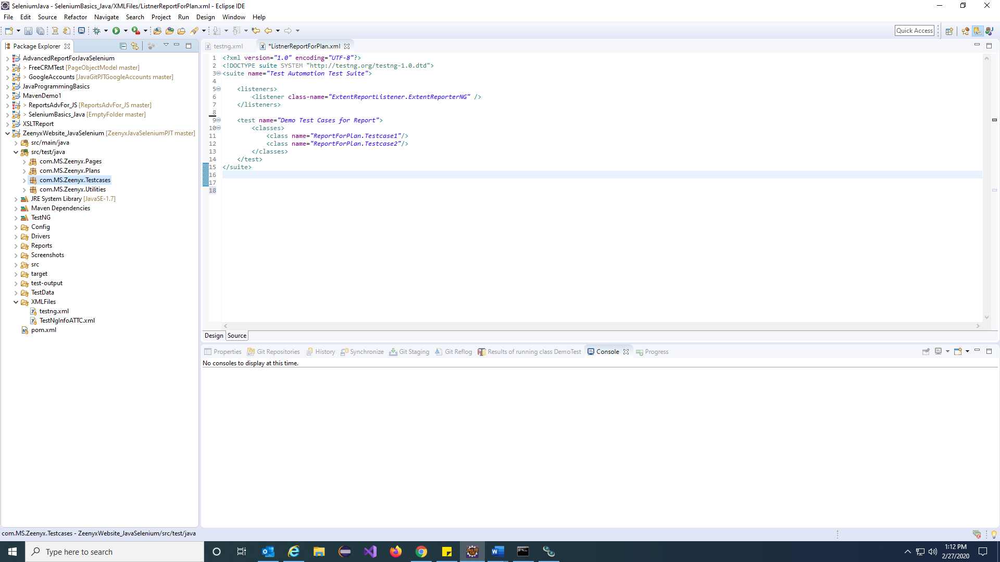 SeleniumJava - SeleniumBasics_Java/XMLFiles/ListnerReportForPlan.xml - Eclipse IDE
File Edit Source Refactor Navigate Search Project Run Design Window Help
Quick Access
Package Explorer
AdvancedReportForJavaSelenium
> FreeCRMTest [PageObjectModel master]
> GoogleAccounts [JavaGitPJTGoogleAccounts master]
JavaProgrammingBasics
MavenDemo1
> ReportsAdvFor_JS [ReportsAdvFor_JS master]
> SeleniumBasics_Java [EmptyFolder master]
XSLTReport
ZeenyxWebsite_JavaSelenium [ZeenyxJavaSeleniumPJT master]
src/main/java
src/test/java
com.MS.Zeenyx.Pages
com.MS.Zeenyx.Plans
com.MS.Zeenyx.Testcases
com.MS.Zeenyx.Utilities
JRE System Library [JavaSE-1.7]
Maven Dependencies
TestNG
Config
Drivers
Reports
Screenshots
src
target
test-output
TestData
XMLFiles
testng.xml
TestNgInfoATTC.xml
pom.xml
testng.xml *ListnerReportForPlan.xml
1 <?xml version="1.0" encoding="UTF-8"?>
2 <!DOCTYPE suite SYSTEM "http://testng.org/testng-1.0.dtd">
3 <suite name="Test Automation Test Suite">
4
5 <listeners>
6 <listener class-name="ExtentReportListener.ExtentReporterNG" />
7 </listeners>
8
9 <test name="Demo Test Cases for Report">
10 <classes>
11 <class name="ReportForPlan.Testcase1"/>
12 <class name="ReportForPlan.Testcase2"/>
13 </classes>
14 </test>
15 </suite>
16
17
18
Design Source
Properties Git Repositories History Synchronize Git Staging Git Reflog Results of running class DemoTest Console Progress
No consoles to display at this time.
com.MS.Zeenyx.Testcases - ZeenyxWebsite_JavaSelenium/src/test/java
Type here to search
1:12 PM
2/27/2020